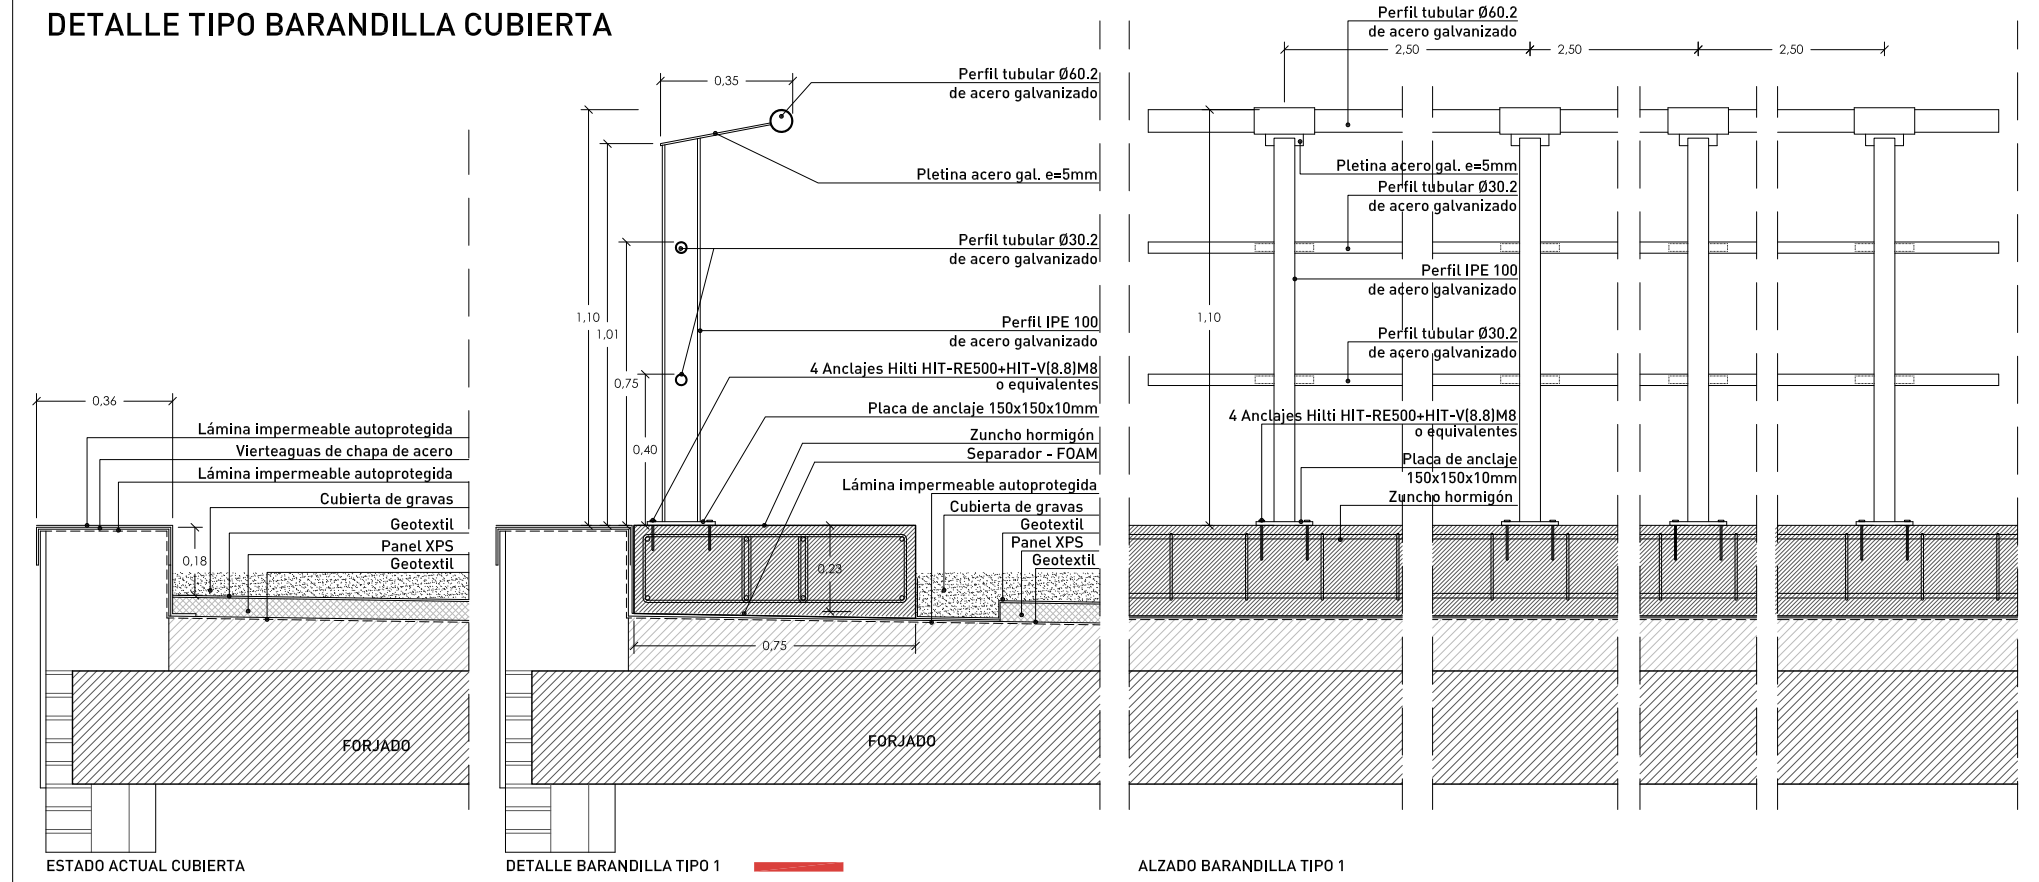 DETALLE TIPO BARANDILLA CUBIERTA
0,36
Lámina impermeable autoprotegida
Vierteaguas de chapa de acero
Lámina impermeable autoprotegida
Cubierta de gravas
Geotextil
Panel XPS
Geotextil
0,18
FORJADO
ESTADO ACTUAL CUBIERTA
0,35
Perfil tubular Ø60.2
de acero galvanizado
Pletina acero gal. e=5mm
Perfil tubular Ø30.2
de acero galvanizado
Perfil IPE 100
de acero galvanizado
1,10
1,01
0,75
0,40
4 Anclajes Hilti HIT-RE500+HIT-V(8.8)M8
o equivalentes
Placa de anclaje 150x150x10mm
Zuncho hormigón
Separador - FOAM
Lámina impermeable autoprotegida
Cubierta de gravas
Geotextil
Panel XPS
Geotextil
0,23
0,75
FORJADO
DETALLE BARANDILLA TIPO 1
Perfil tubular Ø60.2
de acero galvanizado
2,50
2,50
2,50
Pletina acero gal. e=5mm
Perfil tubular Ø30.2
de acero galvanizado
Perfil IPE 100
de acero galvanizado
1,10
Perfil tubular Ø30.2
de acero galvanizado
4 Anclajes Hilti HIT-RE500+HIT-V(8.8)M8
o equivalentes
Placa de anclaje
150x150x10mm
Zuncho hormigón
ALZADO BARANDILLA TIPO 1